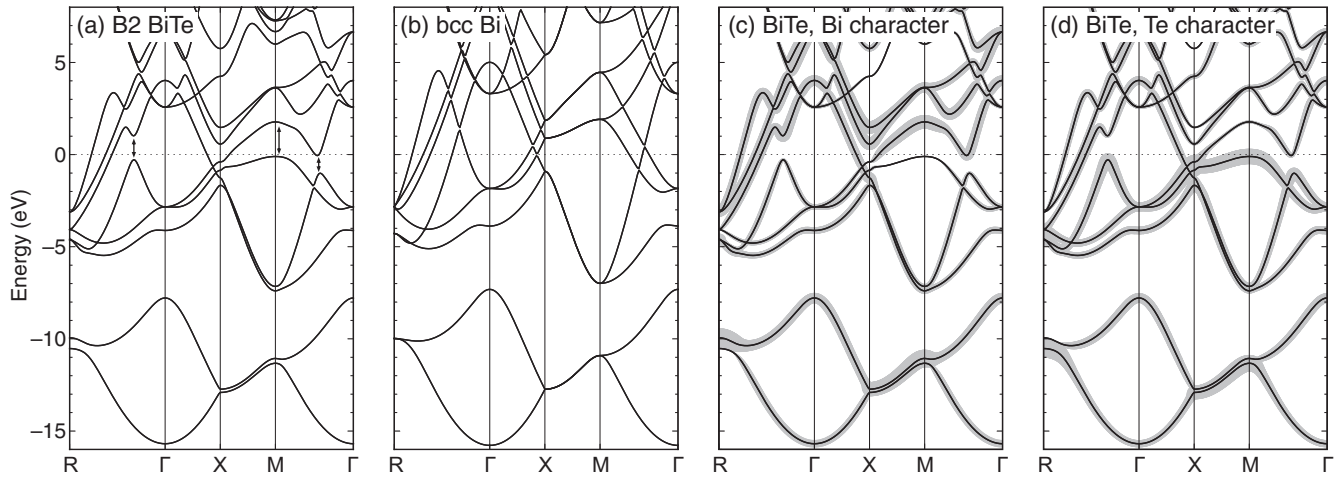 (a) B2 BiTe (b) bcc Bi (c) BiTe, Bi character (d) BiTe, Te character
5
0
−5
−10
−15
Energy (eV)
R Γ X M Γ R Γ X M Γ R Γ X M Γ R Γ X M Γ